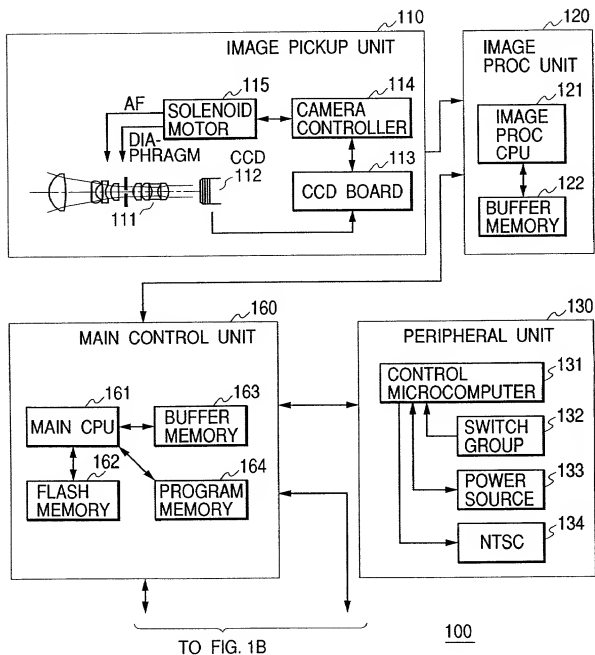 110
IMAGE PICKUP UNIT
115
SOLENOID
MOTOR
114
CAMERA
CONTROLLER
AF
DIA-
PHRAGM
CCD
112
113
CCD BOARD
111
120
IMAGE
PROC UNIT
121
IMAGE
PROC
CPU
122
BUFFER
MEMORY
160
MAIN CONTROL UNIT
161
MAIN CPU
163
BUFFER
MEMORY
162
FLASH
MEMORY
164
PROGRAM
MEMORY
130
PERIPHERAL UNIT
131
CONTROL
MICROCOMPUTER
132
SWITCH
GROUP
133
POWER
SOURCE
134
NTSC
TO FIG. 1B
100